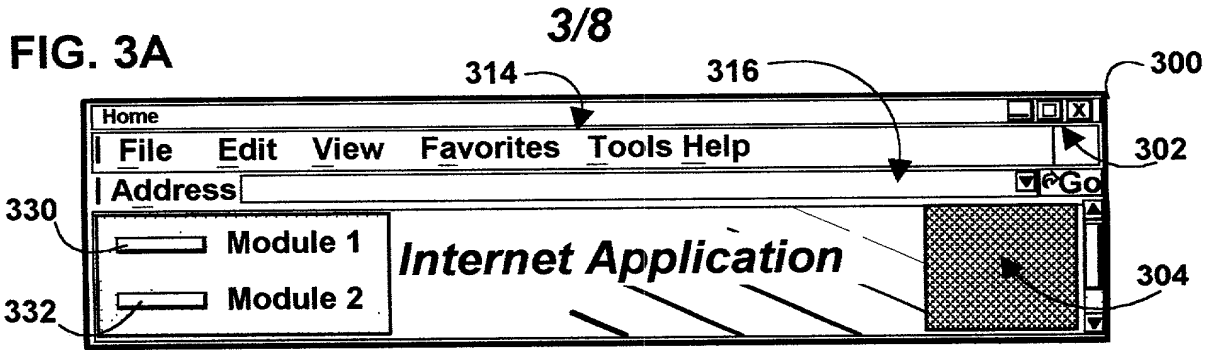 3/8
FIG. 3A
314
316
300
Home
X
File Edit View Favorites Tools Help
302
Address
Go
330
Module 1
Internet Application
304
332
Module 2